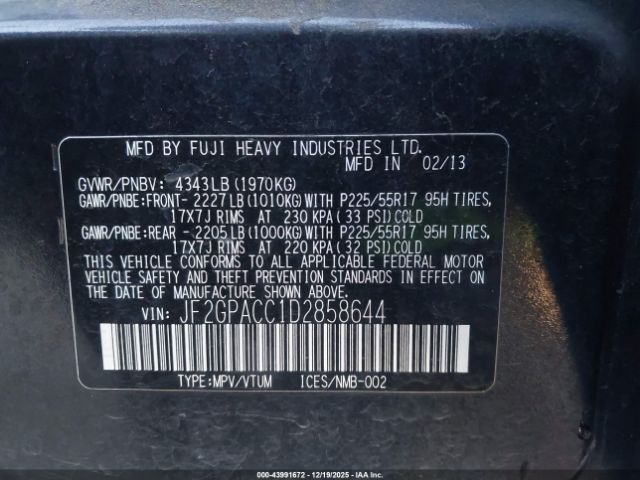 MFD BY FUJI HEAVY INDUSTRIES LTD.
MFD IN 02/13
GVWR/PNBV: 4343LB(1970KG)
GAWR/PNBE:FRONT- 2227LB(1010KG)WITH P225/55R17 95H TIRES,
17X7J RIMS AT 230 KPA(33 PSI)COLD
GAWR/PNBE:REAR - 2205LB(1000KG)WITH P225/55R17 95H TIRES,
17X7J RIMS AT 220 KPA(32 PSI)COLD
THIS VEHICLE CONFORMS TO ALL APPLICABLE FEDERAL MOTOR
VEHICLE SAFETY AND THEFT PREVENTION STANDARDS IN EFFECT ON
THE DATE OF MANUFACTURE SHOWN ABOVE.
VIN: JF2GPACC1D2858644
TYPE:MPV/VTUM ICES/NMB-002
000-43991672 - 12/19/2025 - IAA, Inc.